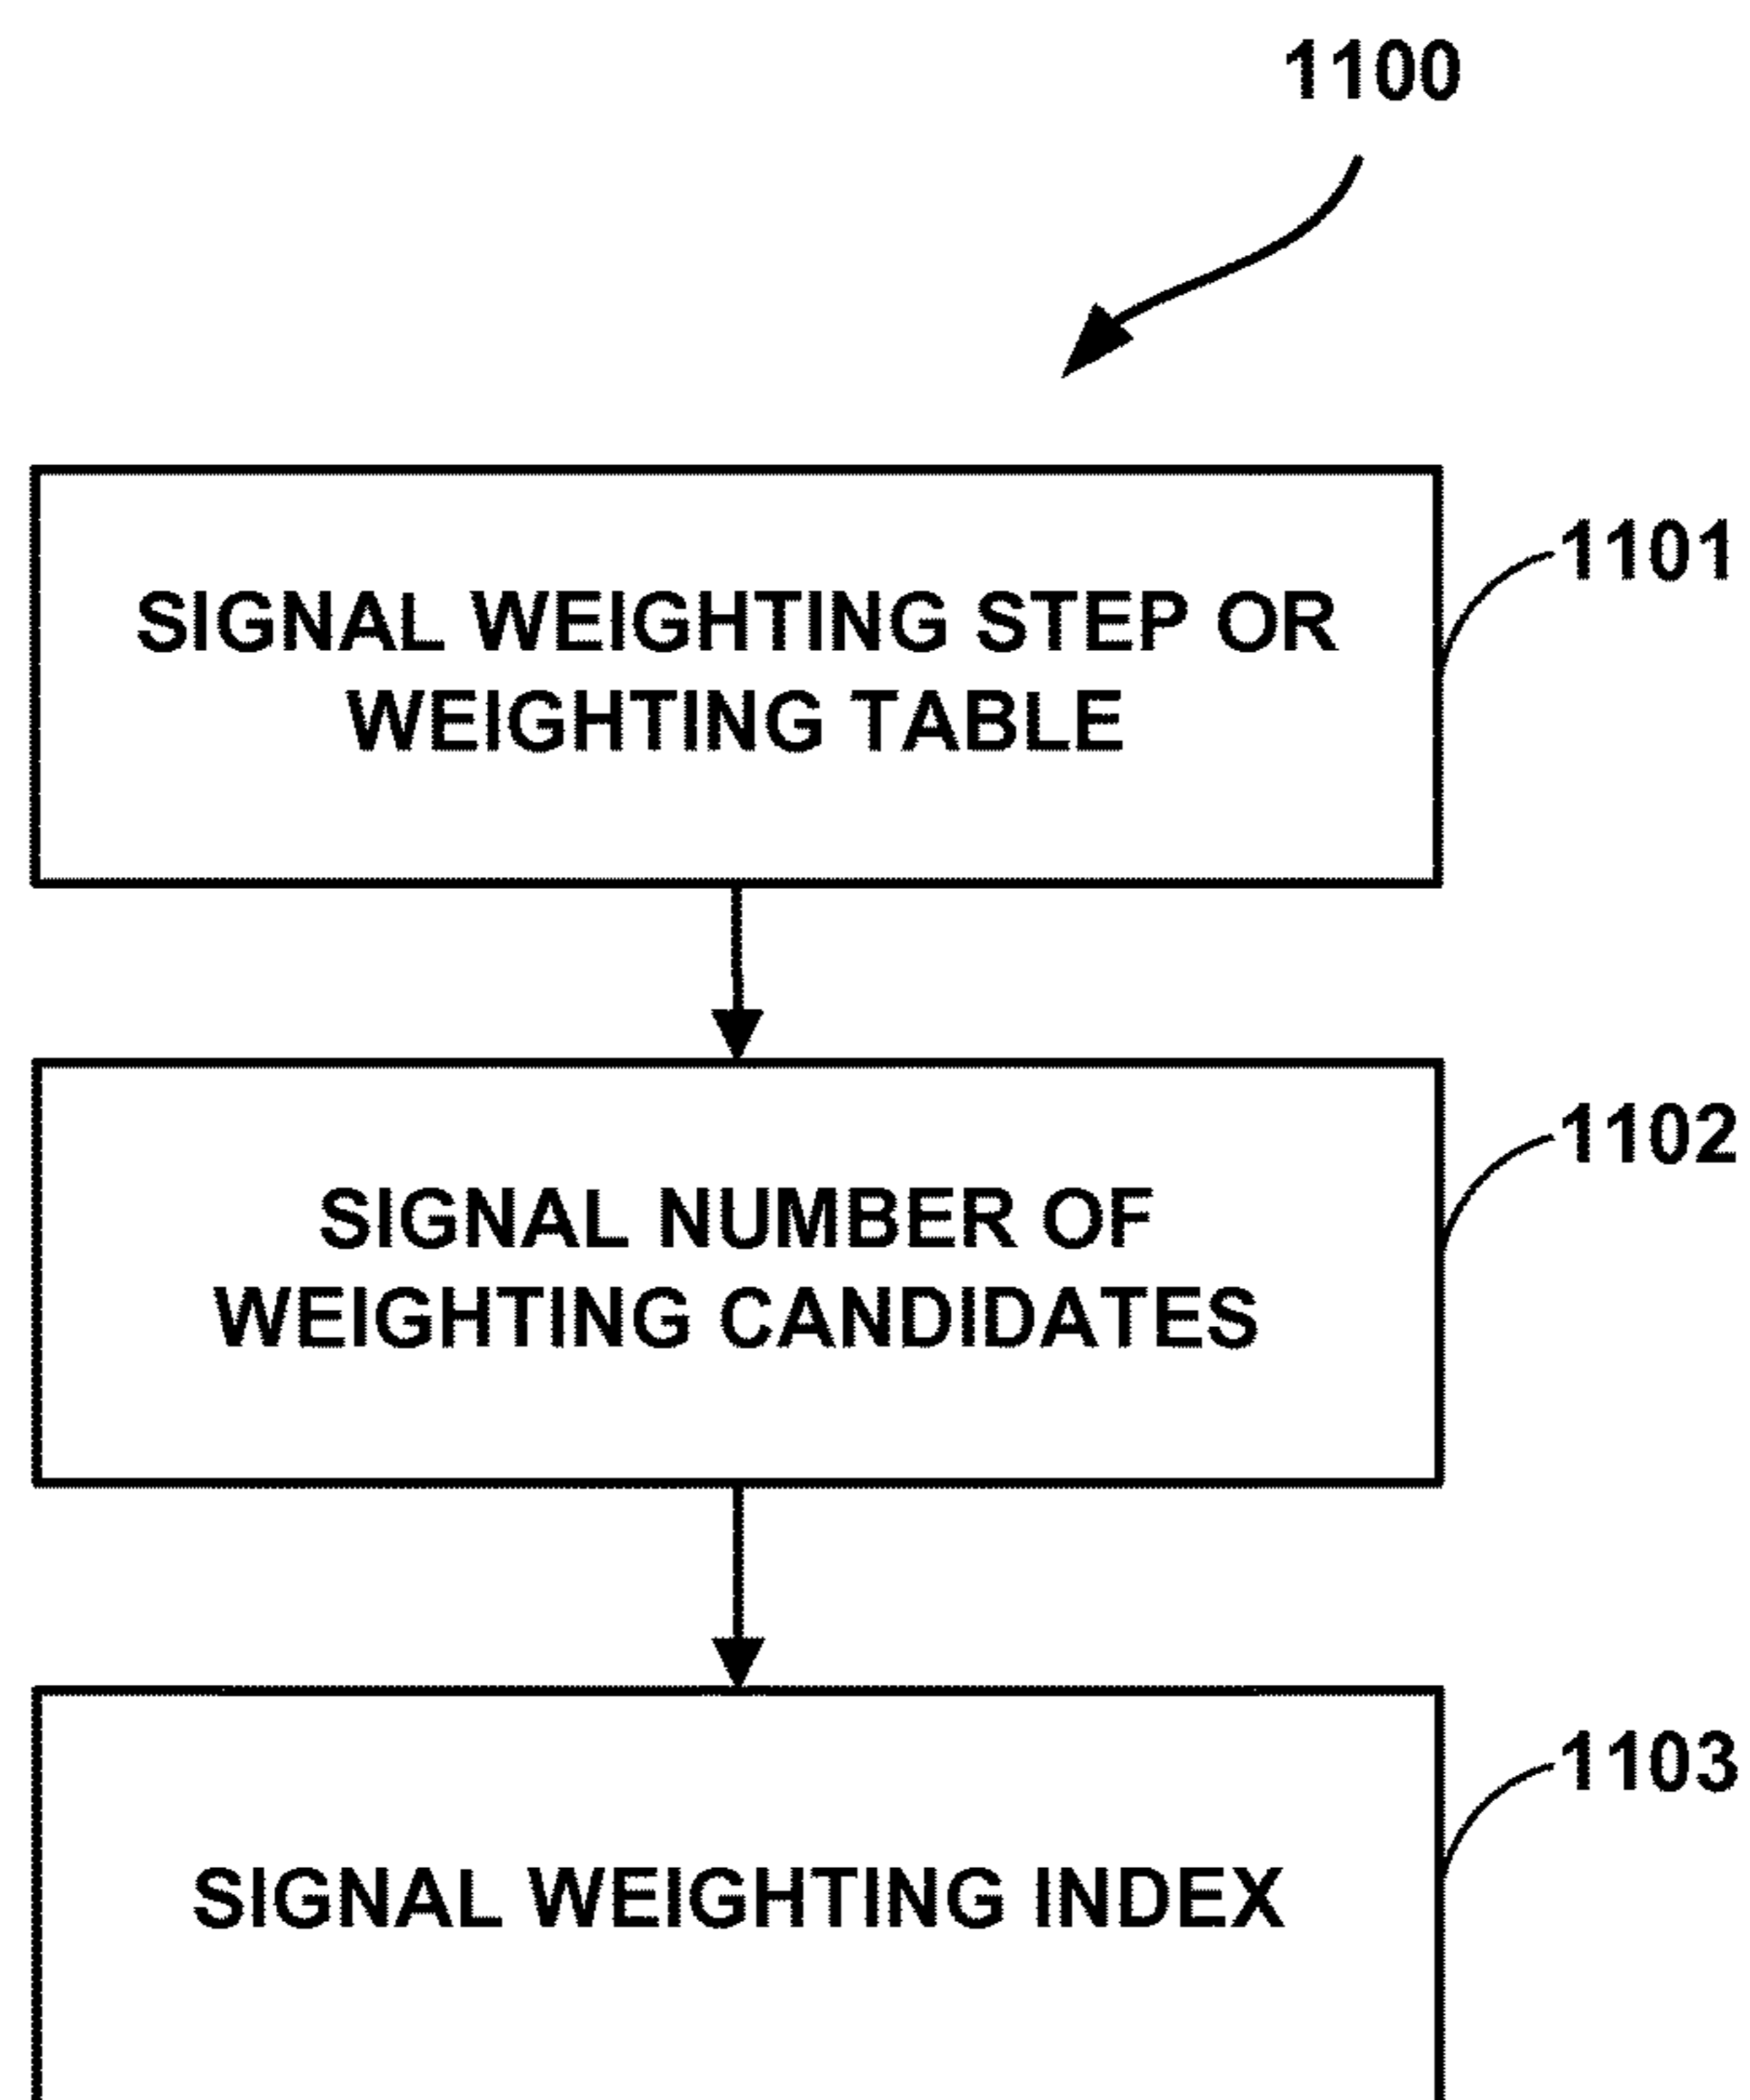 1100
1101
SIGNAL WEIGHTING STEP OR
WEIGHTING TABLE
1102
SIGNAL NUMBER OF
WEIGHTING CANDIDATES
1103
SIGNAL WEIGHTING INDEX